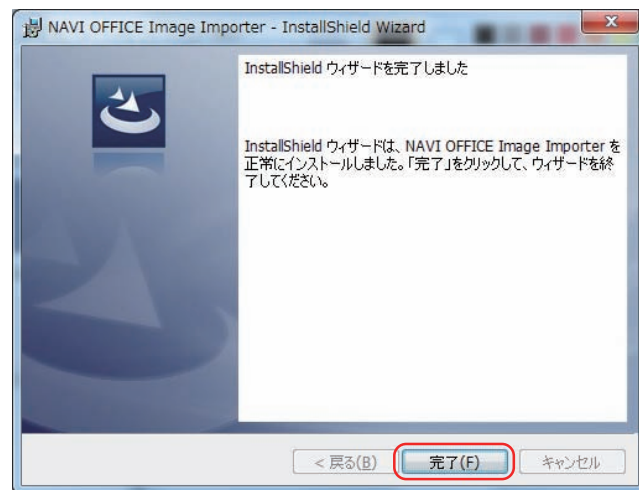 NAVI OFFICE Image Importer - InstallShield Wizard
InstallShield ウィザードを完了しました
InstallShield ウィザードは、NAVI OFFICE Image Importer を
正常にインストールしました。「完了」をクリックして、ウィザードを終
了してください。
< 戻る(B)
完了(F)
キャンセル